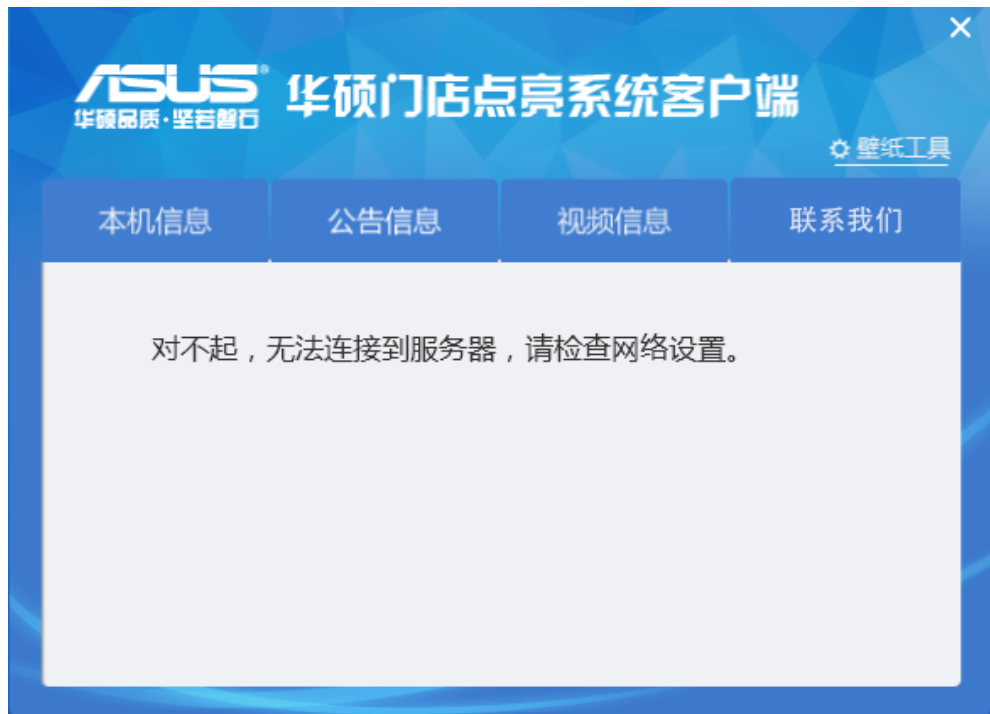 ASUS® 华硕门店点亮系统客户端
华硕品质·坚若磐石
壁纸工具
本机信息 公告信息 视频信息 联系我们
对不起，无法连接到服务器，请检查网络设置。